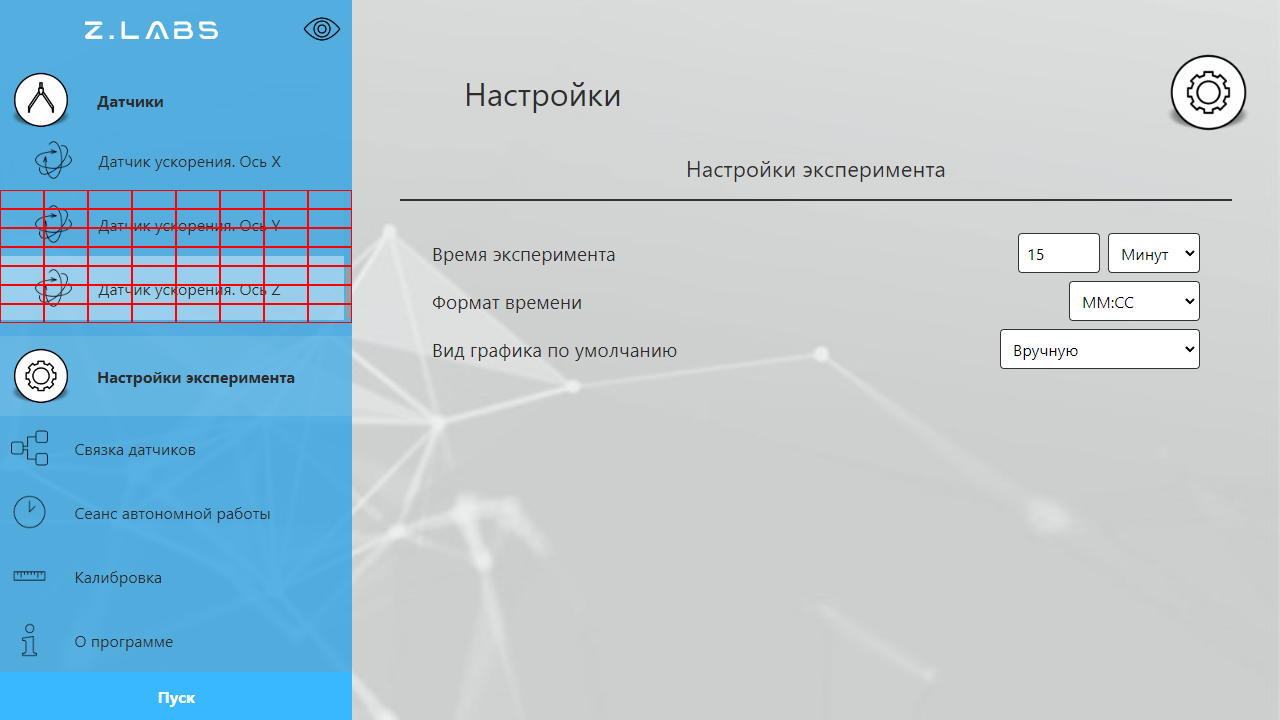 Z.LABS
Датчики
Датчик ускорения. Ось X
Датчик ускорения. Ось Y
Датчик ускорения. Ось Z
Настройки эксперимента
Связка датчиков
Сеанс автономной работы
Калибровка
О программе
Пуск
Настройки
Настройки эксперимента
Время эксперимента 15 Минут
Формат времени ММ:СС
Вид графика по умолчанию Вручную